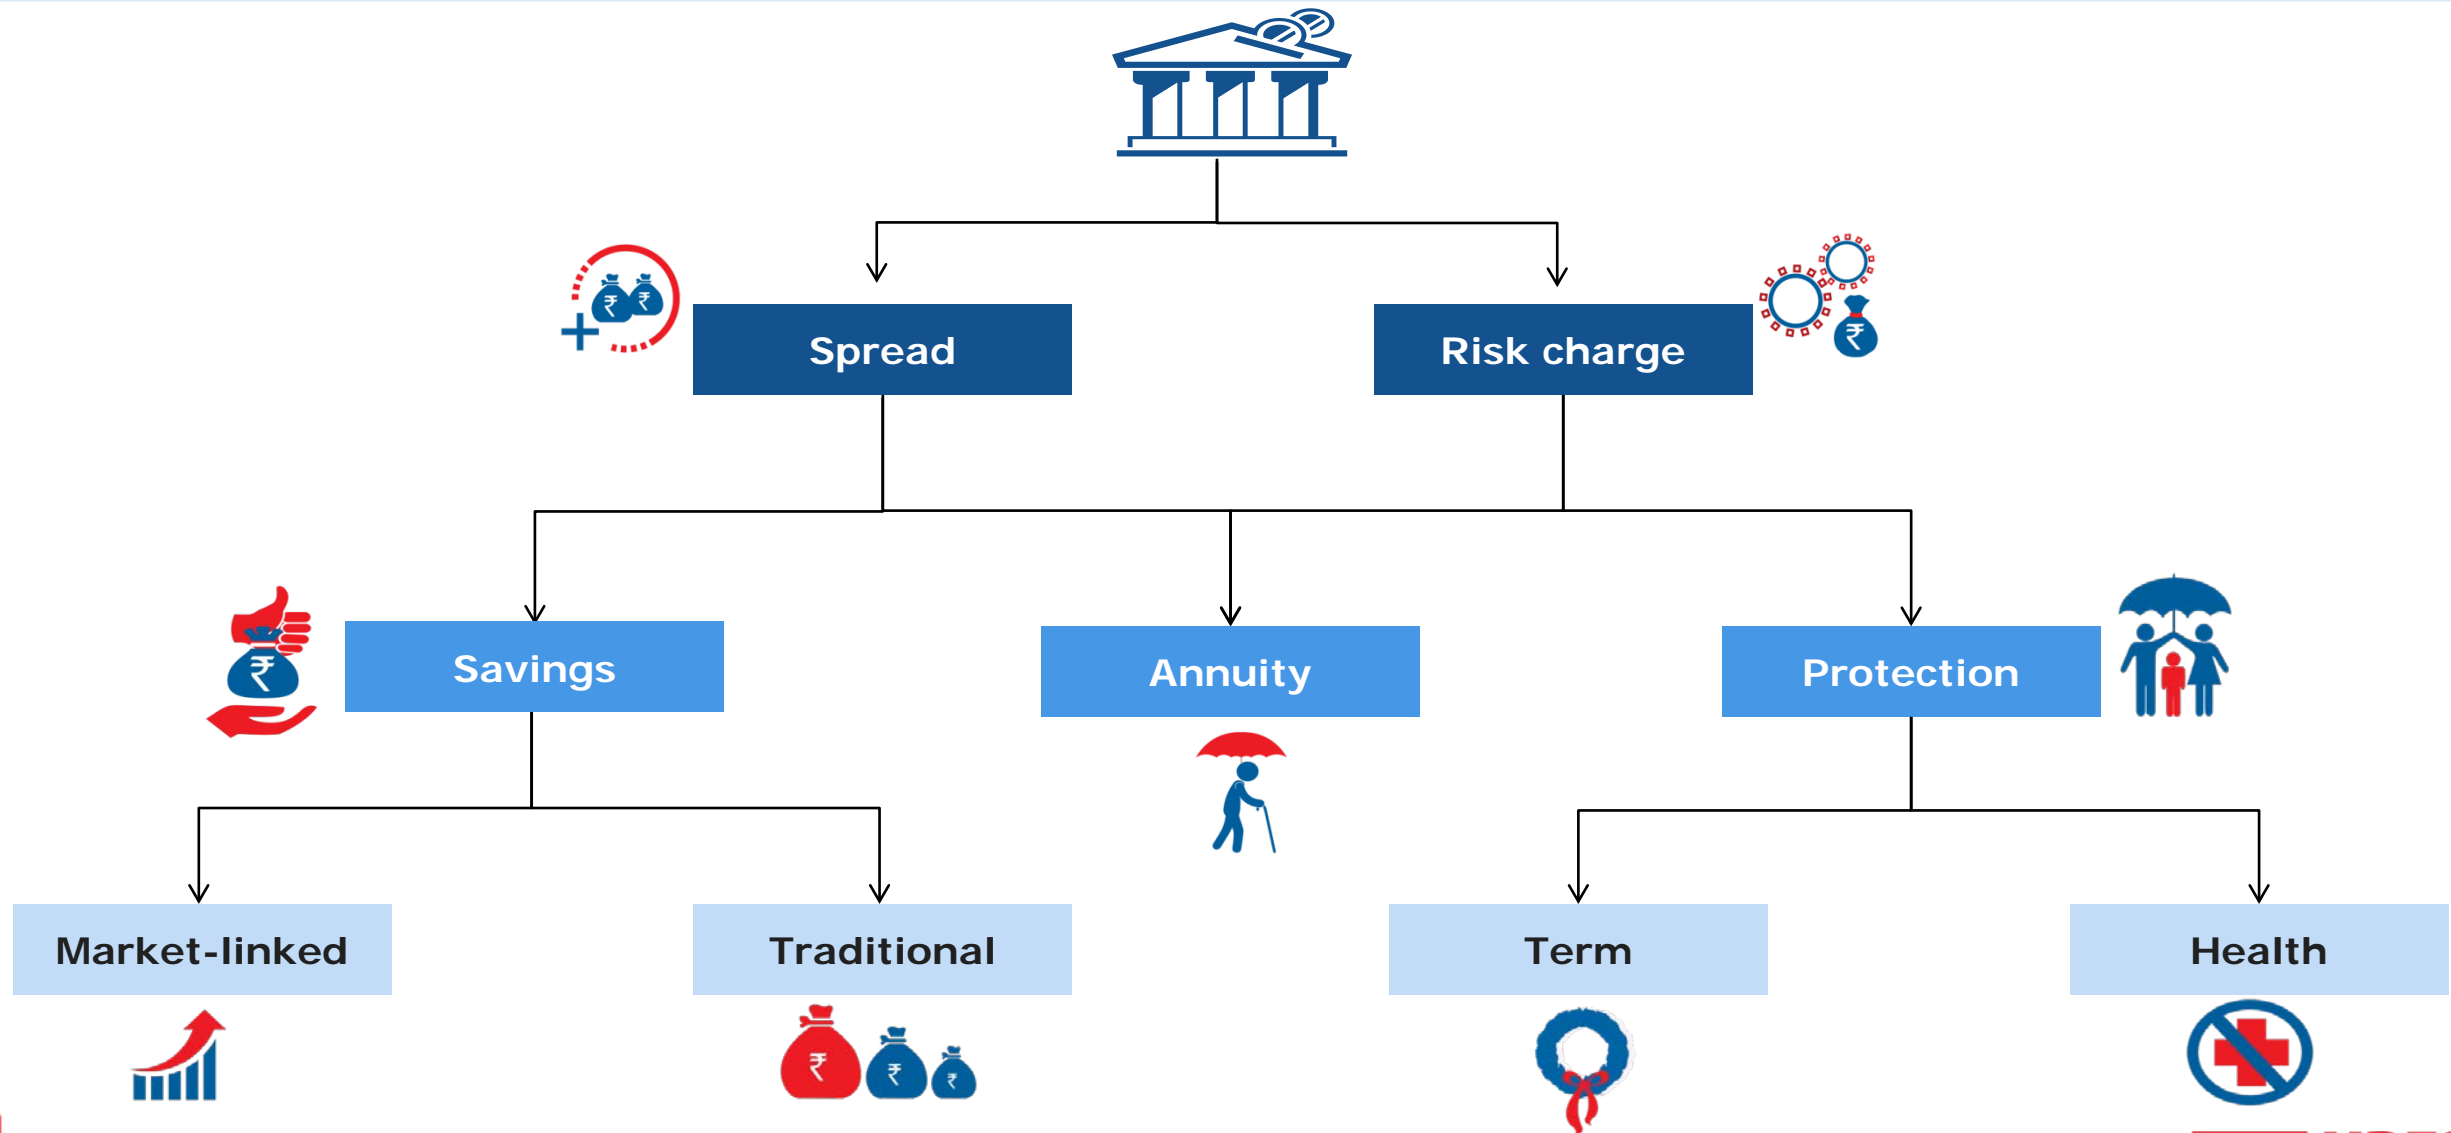 Spread
Risk charge
Savings
Annuity
Protection
Market-linked
Traditional
Term
Health
₹
₹
₹
₹
₹
₹
₹